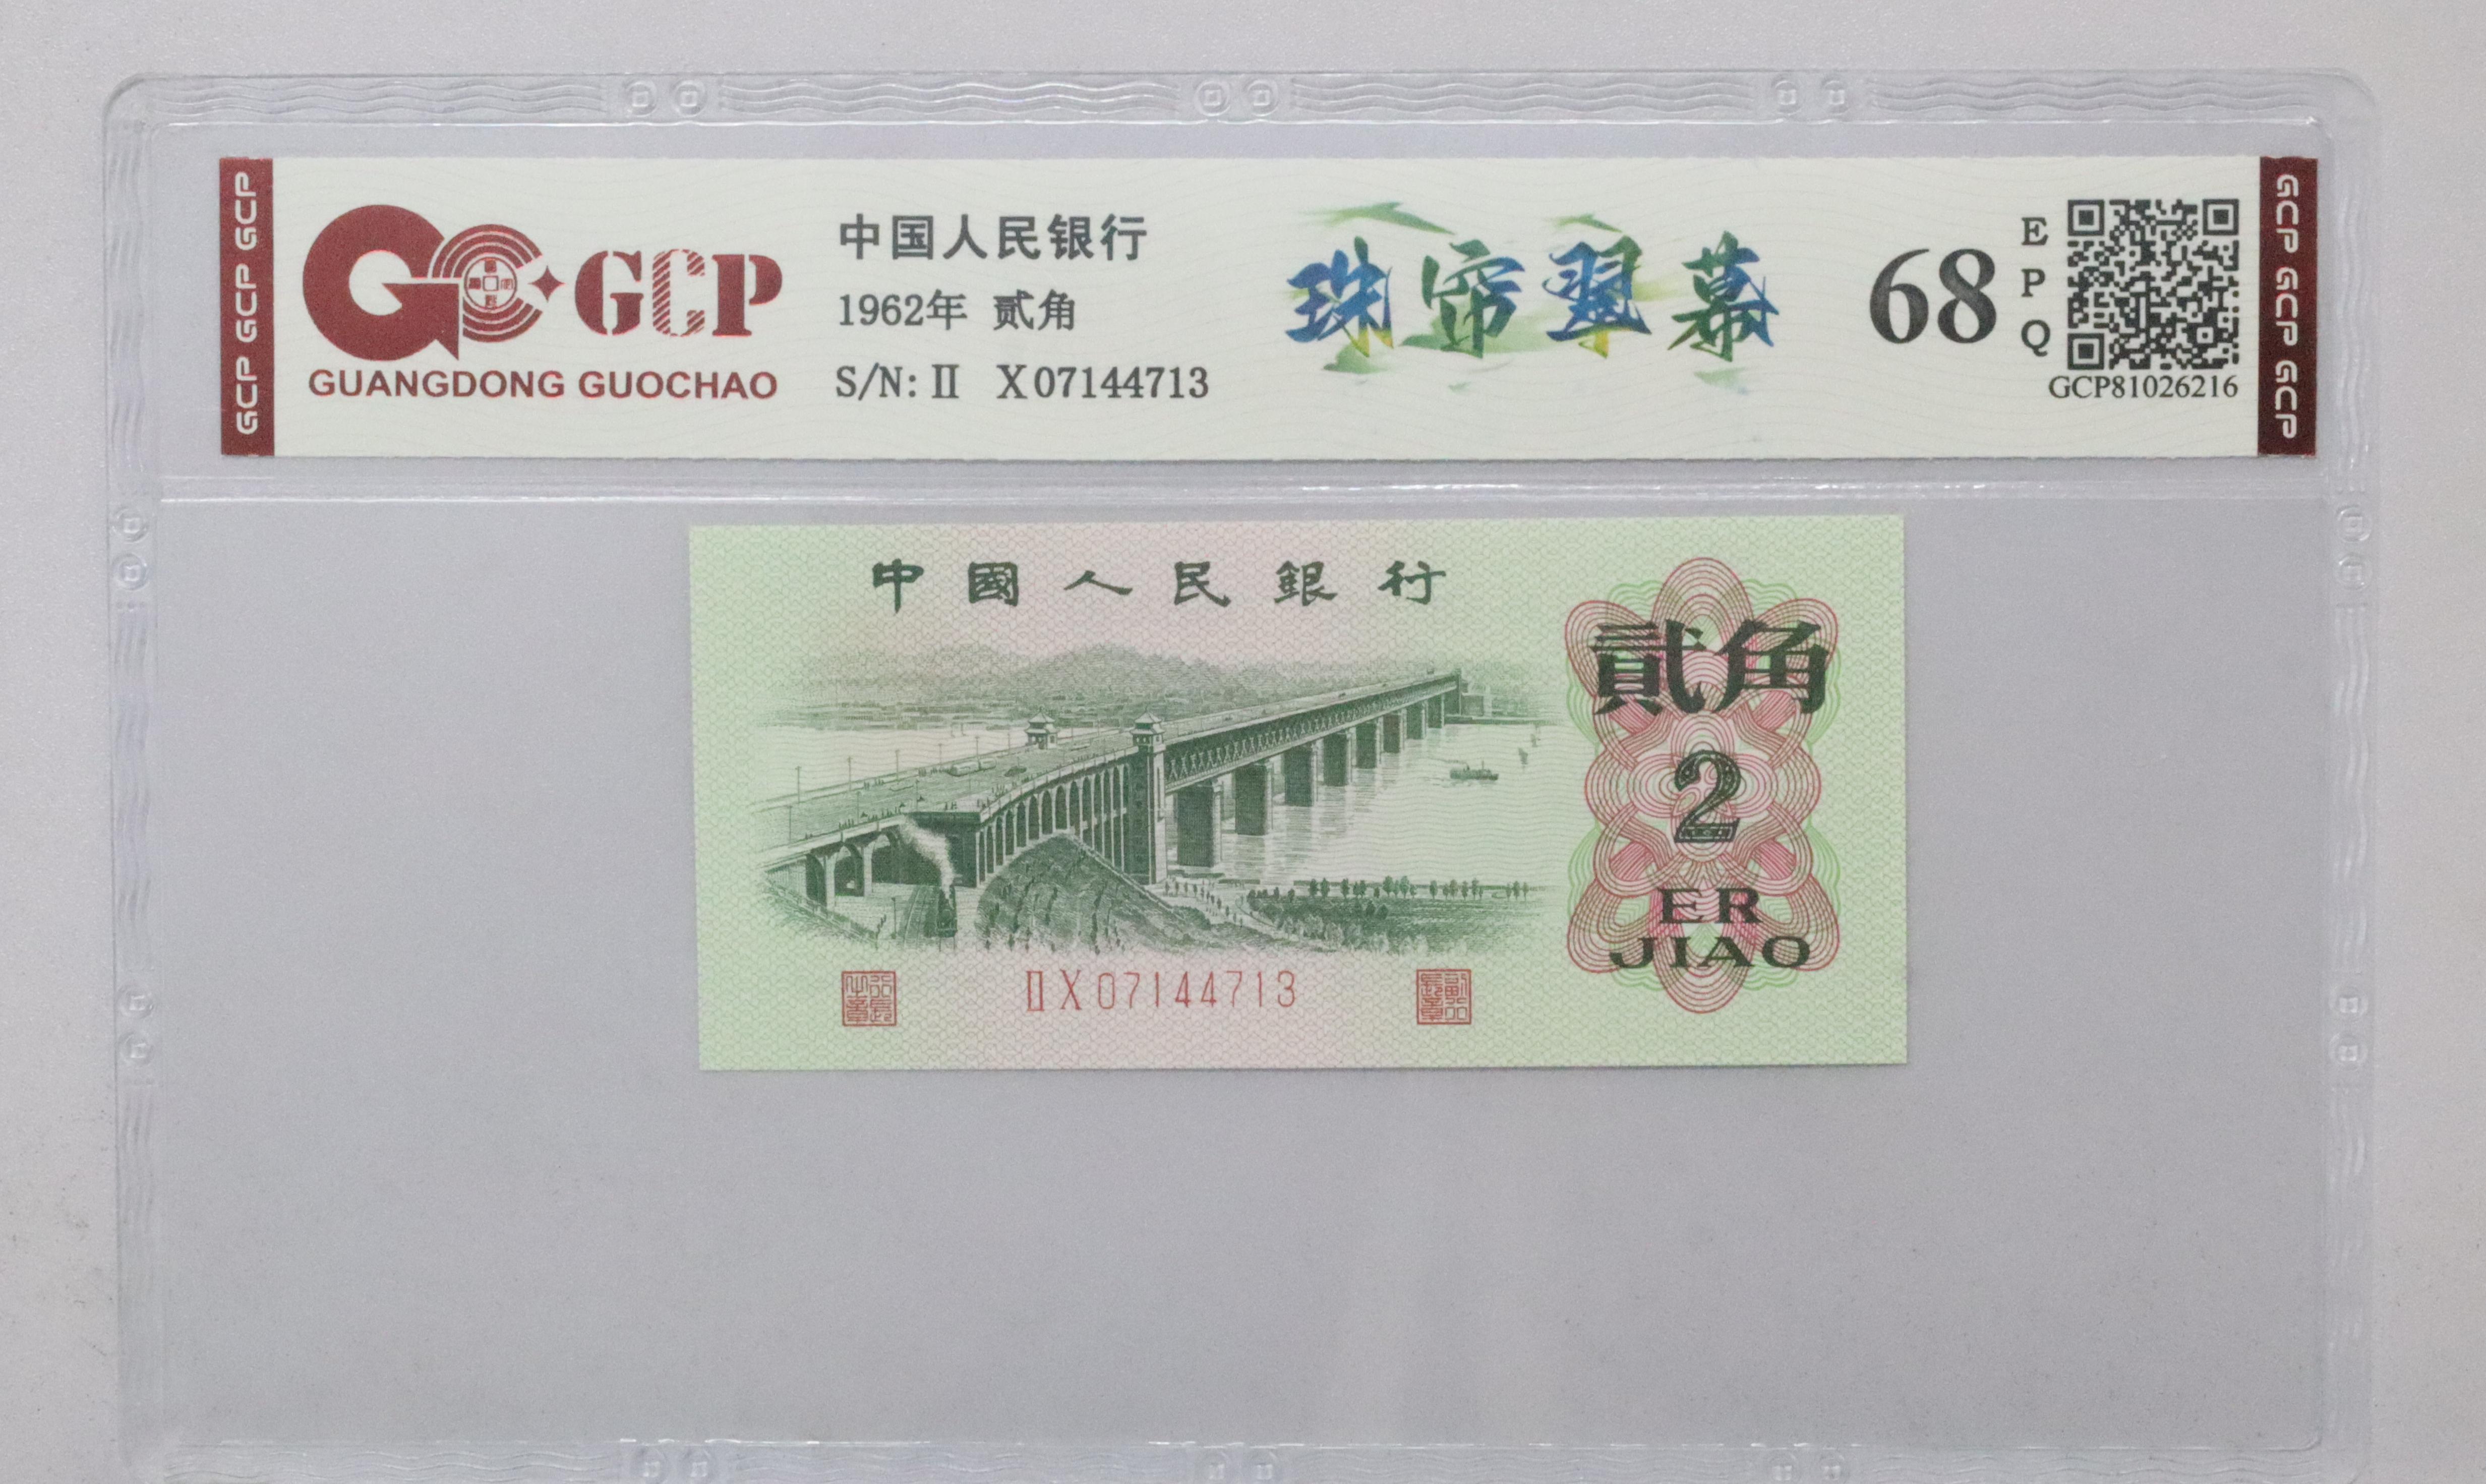 GCP GCP GCP
GCP
GUANGDONG GUOCHAO
中国人民银行
1962年 贰角
S/N: II X07144713
珠帘翠幕
68
E
P
Q
GCP81026216
GCP GCP GCP
中國人民銀行
貳角
2
ER
JIAO
IIX07144713